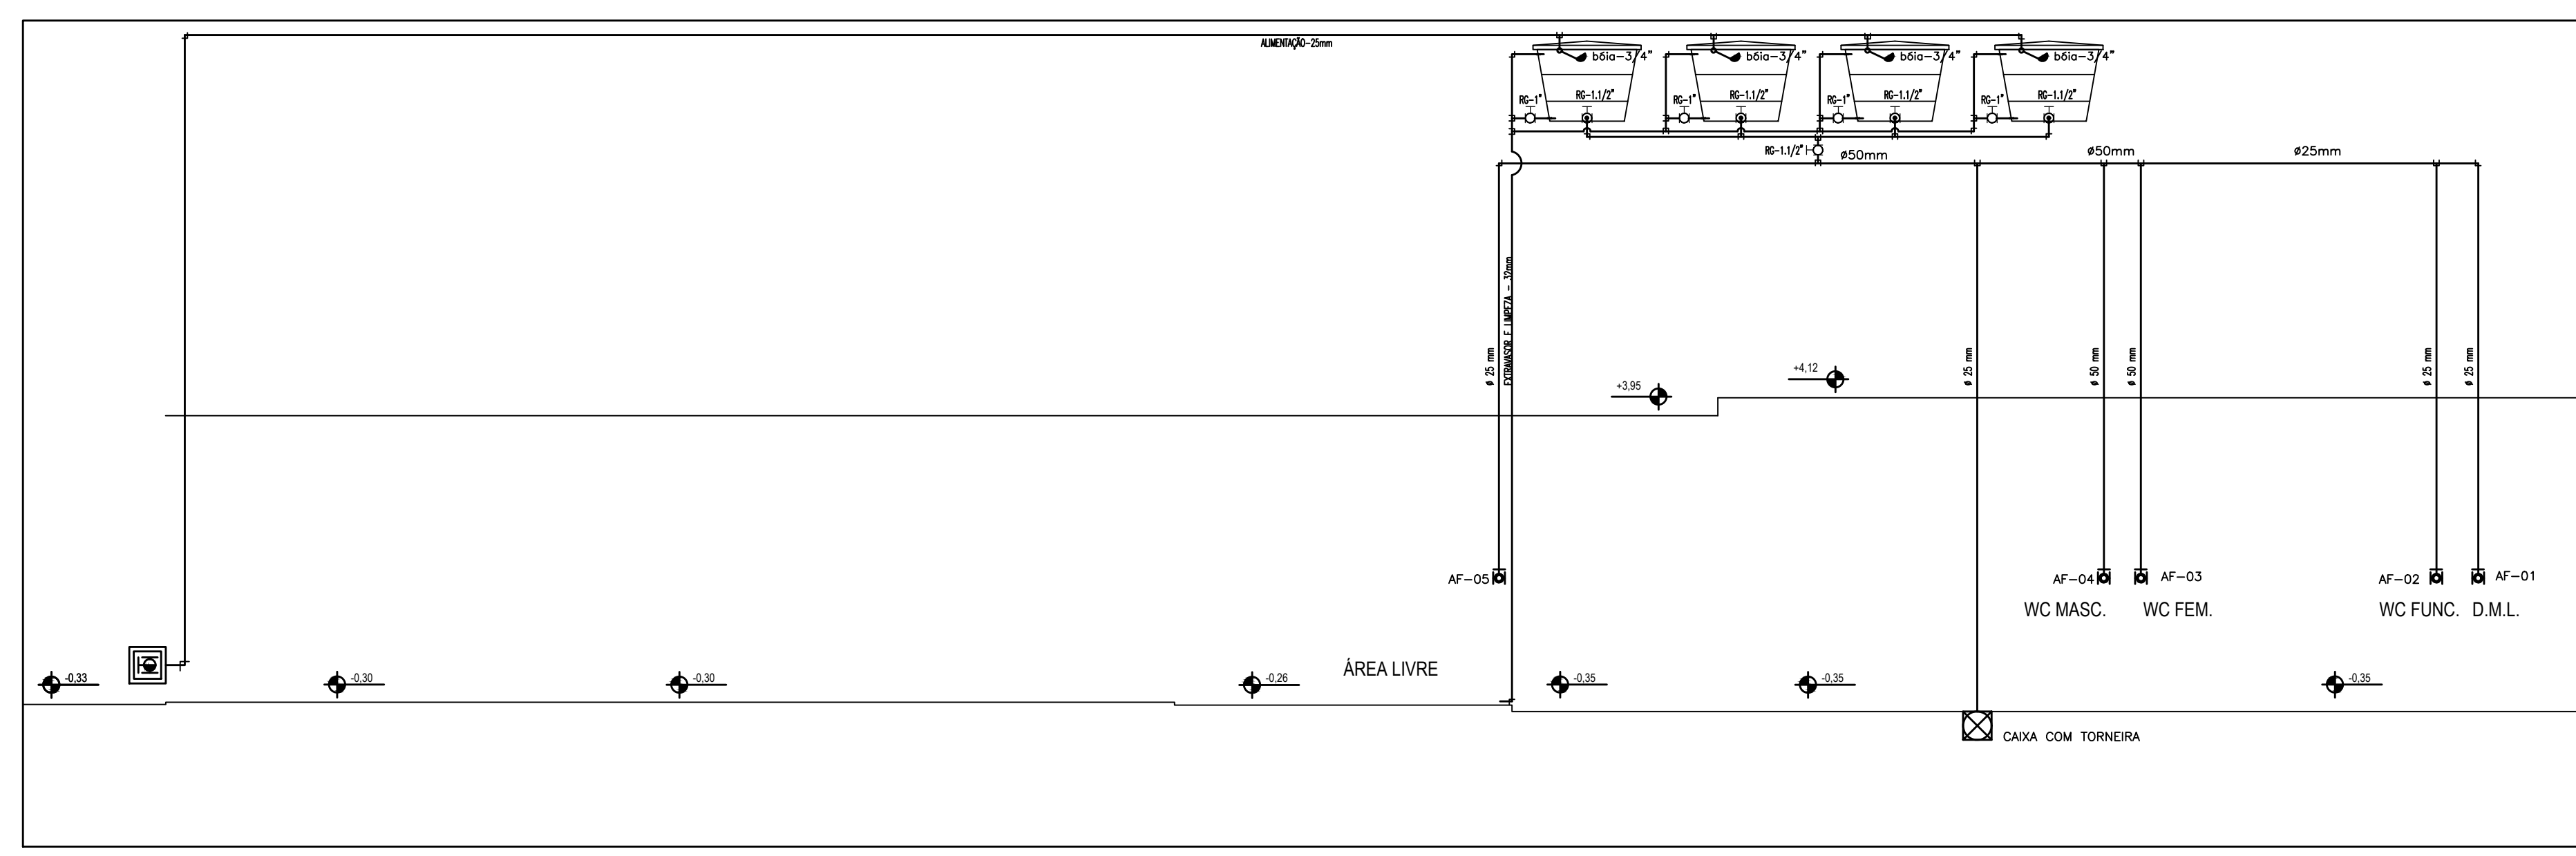 ALIMENTAÇÃO-25mm
bóia-3/4"
bóia-3/4"
bóia-3/4"
bóia-3/4"
RG-1"
RG-1.1/2"
RG-1"
RG-1.1/2"
RG-1"
RG-1.1/2"
RG-1"
RG-1.1/2"
RG-1.1/2"
ø50mm
ø50mm
ø25mm
EXTRAVASOR E LIMPEZA - 32mm
ø 25 mm
ø 25 mm
ø 50 mm
ø 50 mm
ø 25 mm
ø 25 mm
+3,95
+4,12
AF-05
AF-04
AF-03
AF-02
AF-01
WC MASC.
WC FEM.
WC FUNC.
D.M.L.
ÁREA LIVRE
-0,33
-0,30
-0,30
-0,26
-0,35
-0,35
-0,35
CAIXA COM TORNEIRA